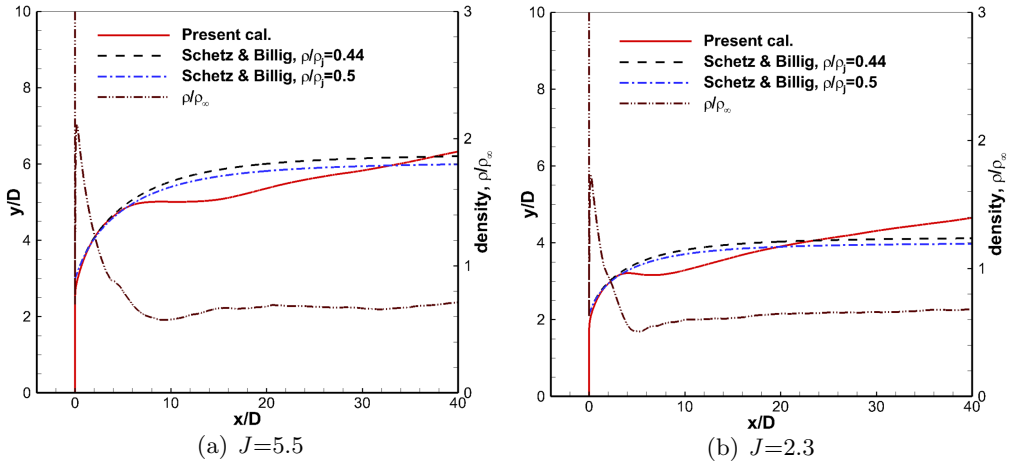 10
8
6
4
2
0
y/D
Present cal.
Schetz & Billig, ρ/ρj=0.44
Schetz & Billig, ρ/ρj=0.5
ρ/ρ∞
3
2
1
0
density, ρ/ρ∞
0 10 20 30 40
x/D
(a) J=5.5
10
8
6
4
2
0
y/D
Present cal.
Schetz & Billig, ρ/ρj=0.44
Schetz & Billig, ρ/ρj=0.5
ρ/ρ∞
3
2
1
0
density, ρ/ρ∞
0 10 20 30 40
x/D
(b) J=2.3